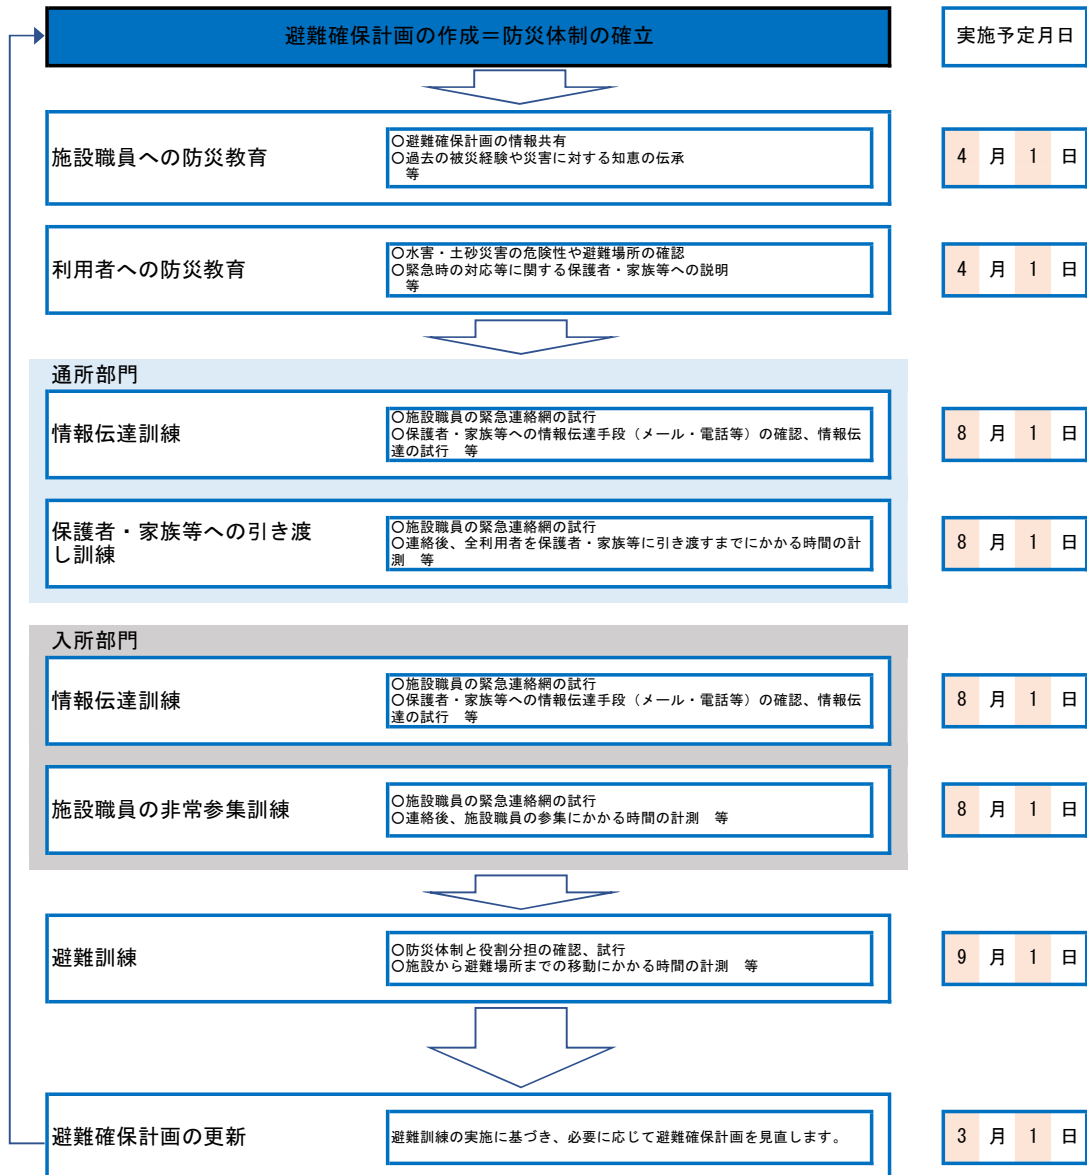 避難確保計画の作成＝防災体制の確立
実施予定月日
施設職員への防災教育
〇避難確保計画の情報共有
〇過去の被災経験や災害に対する知恵の伝承
等
4 月 1 日
利用者への防災教育
〇水害・土砂災害の危険性や避難場所の確認
〇緊急時の対応等に関する保護者・家族等への説明
等
4 月 1 日
通所部門
情報伝達訓練
〇施設職員の緊急連絡網の試行
〇保護者・家族等への情報伝達手段（メール・電話等）の確認、情報伝
達の試行　等
8 月 1 日
保護者・家族等への引き渡
し訓練
〇施設職員の緊急連絡網の試行
〇連絡後、全利用者を保護者・家族等に引き渡すまでにかかる時間の計
測　等
8 月 1 日
入所部門
情報伝達訓練
〇施設職員の緊急連絡網の試行
〇保護者・家族等への情報伝達手段（メール・電話等）の確認、情報伝
達の試行　等
8 月 1 日
施設職員の非常参集訓練
〇施設職員の緊急連絡網の試行
〇連絡後、施設職員の参集にかかる時間の計測　等
8 月 1 日
避難訓練
〇防災体制と役割分担の確認、試行
〇施設から避難場所までの移動にかかる時間の計測　等
9 月 1 日
避難確保計画の更新
避難訓練の実施に基づき、必要に応じて避難確保計画を見直します。
3 月 1 日